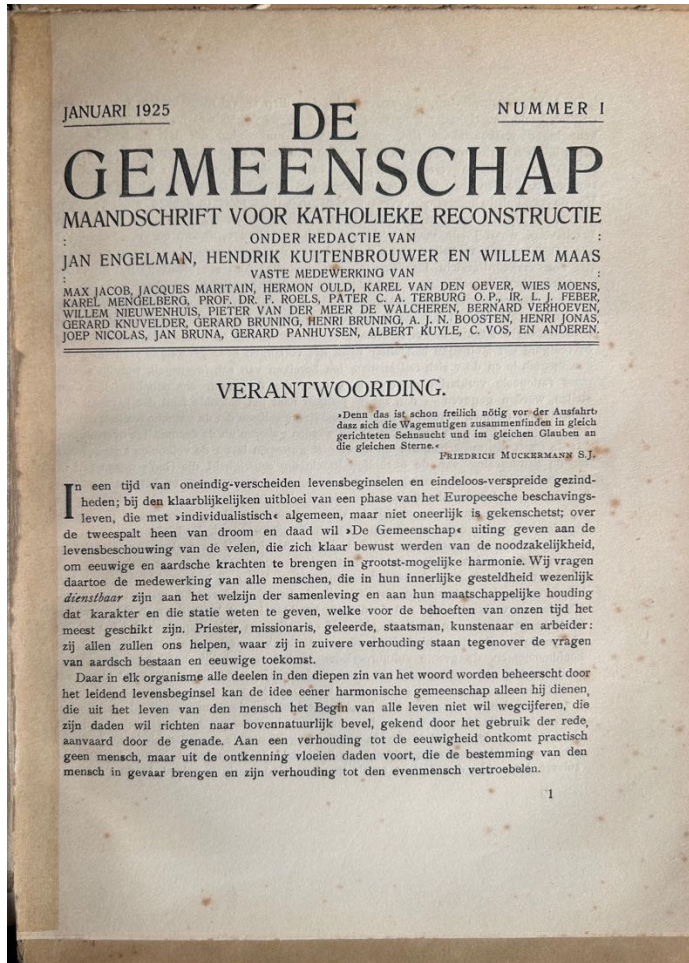 JANUARI 1925
NUMMER I
DE
GEMEENSCHAP
MAANDSCHRIFT VOOR KATHOLIEKE RECONSTRUCTIE
: ONDER REDACTIE VAN :
JAN ENGELMAN, HENDRIK KUITENBROUWER EN WILLEM MAAS
: VASTE MEDEWERKING VAN :
MAX JACOB, JACQUES MARITAIN, HERMON OULD, KAREL VAN DEN OEVER, WIES MOENS,
KAREL MENGELBERG, PROF. DR. F. ROELS, PATER C. A. TERBURG O.P., IR. L. J. FEBER,
WILLEM NIEUWENHUIS, PIETER VAN DER MEER DE WALCHEREN, BERNARD VERHOEVEN,
GERARD KNUVELDER, GERARD BRUNING, HENRI BRUNING, A. J. N. BOOSTEN, HENRI JONAS,
JOEP NICOLAS, JAN BRUNA, GERARD PANHUYSEN, ALBERT KUYLE, C. VOS, EN ANDEREN.
VERANTWOORDING.
»Denn das ist schon freilich nötig vor der Ausfahrt›
dasz sich die Wagemutigen zusammenfinden in gleich
gerichteten Sehnsucht und im gleichen Glauben an
die gleichen Sterne.«
FRIEDRICH MUCKERMANN S.J.
In een tijd van oneindig-verscheiden levensbeginselen en eindeloos-verspreide gezind-
heden; bij den klaarblijkelijken uitbloei van een phase van het Europeesche beschavings-
leven, die met »individualistisch« algemeen, maar niet oneerlijk is gekenschetst; over
de tweespalt heen van droom en daad wil »De Gemeenschap« uiting geven aan de
levensbeschouwing van de velen, die zich klaar bewust werden van de noodzakelijkheid,
om eeuwige en aardsche krachten te brengen in grootst-mogelijke harmonie. Wij vragen
daartoe de medewerking van alle menschen, die in hun innerlijke gesteldheid wezenlijk
dienstbaar zijn aan het welzijn der samenleving en aan hun maatschappelijke houding
dat karakter en die statie weten te geven, welke voor de behoeften van onzen tijd het
meest geschikt zijn. Priester, missionaris, geleerde, staatsman, kunstenaar en arbeider:
zij allen zullen ons helpen, waar zij in zuivere verhouding staan tegenover de vragen
van aardsch bestaan en eeuwige toekomst.
Daar in elk organisme alle deelen in den diepen zin van het woord worden beheerscht door
het leidend levensbeginsel kan de idee eener harmonische gemeenschap alleen hij dienen,
die uit het leven van den mensch het Begin van alle leven niet wil wegcijferen, die
zijn daden wil richten naar bovennatuurlijk bevel, gekend door het gebruik der rede,
aanvaard door de genade. Aan een verhouding tot de eeuwigheid ontkomt practisch
geen mensch, maar uit de ontkenning vloeien daden voort, die de bestemming van den
mensch in gevaar brengen en zijn verhouding tot den evenmensch vertroebelen.
1